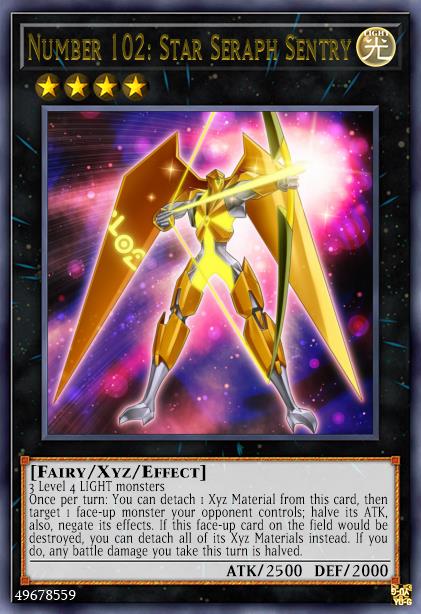 Number 102: Star Seraph Sentry
LIGHT
光
102
[Fairy/Xyz/Effect]
3 Level 4 LIGHT monsters
Once per turn: You can detach 1 Xyz Material from this card, then
target 1 face-up monster your opponent controls; halve its ATK,
also, negate its effects. If this face-up card on the field would be
destroyed, you can detach all of its Xyz Materials instead. If you
do, any battle damage you take this turn is halved.
ATK/2500 DEF/2000
49678559